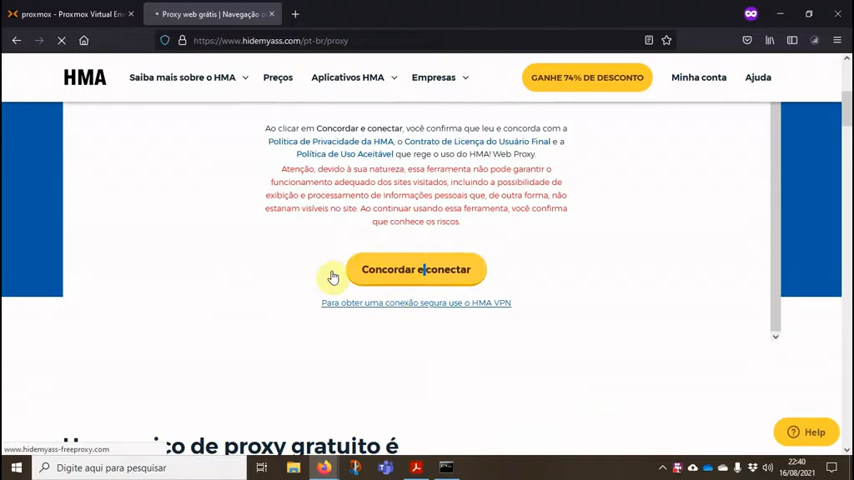 proxmox - Proxmox Virtual Env
Proxy web grátis | Navegação o
https://www.hidemyass.com/pt-br/proxy
HMA
Saiba mais sobre o HMA
Preços
Aplicativos HMA
Empresas
GANHE 74% DE DESCONTO
Minha conta
Ajuda
Ao clicar em Concordar e conectar, você confirma que leu e concorda com a
Política de Privacidade da HMA, o Contrato de Licença do Usuário Final e a
Política de Uso Aceitável que rege o uso do HMA! Web Proxy.
Atenção, devido à sua natureza, essa ferramenta não pode garantir o
funcionamento adequado dos sites visitados, incluindo a possibilidade de
exibição e processamento de informações pessoais que, de outra forma, não
estariam visíveis no site. Ao continuar usando essa ferramenta, você confirma
que conhece os riscos.
Concordar e conectar
Para obter uma conexão segura use o HMA VPN
de proxy gratuito é
Help
www.hidemyass-freeproxy.com
Digite aqui para pesquisar
22:40
16/08/2021